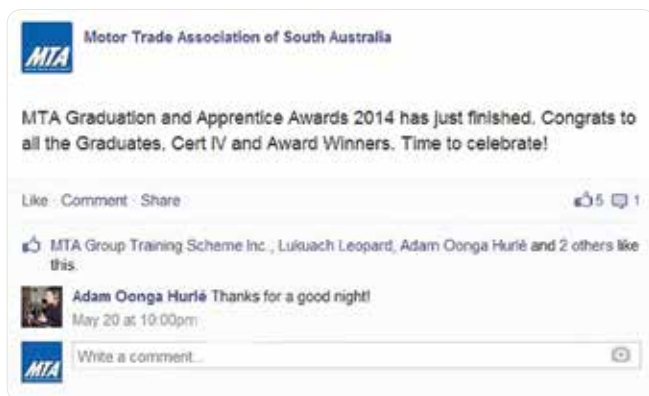 MTA
Motor Trade Association of South Australia
MTA Graduation and Apprentice Awards 2014 has just finished. Congrats to
all the Graduates, Cert IV and Award Winners. Time to celebrate!
Like · Comment · Share 5 1
MTA Group Training Scheme Inc., Lukuach Leopard, Adam Oonga Hurlé and 2 others like
this.
Adam Oonga Hurlé Thanks for a good night!
May 20 at 10:00pm
MTA
Write a comment...